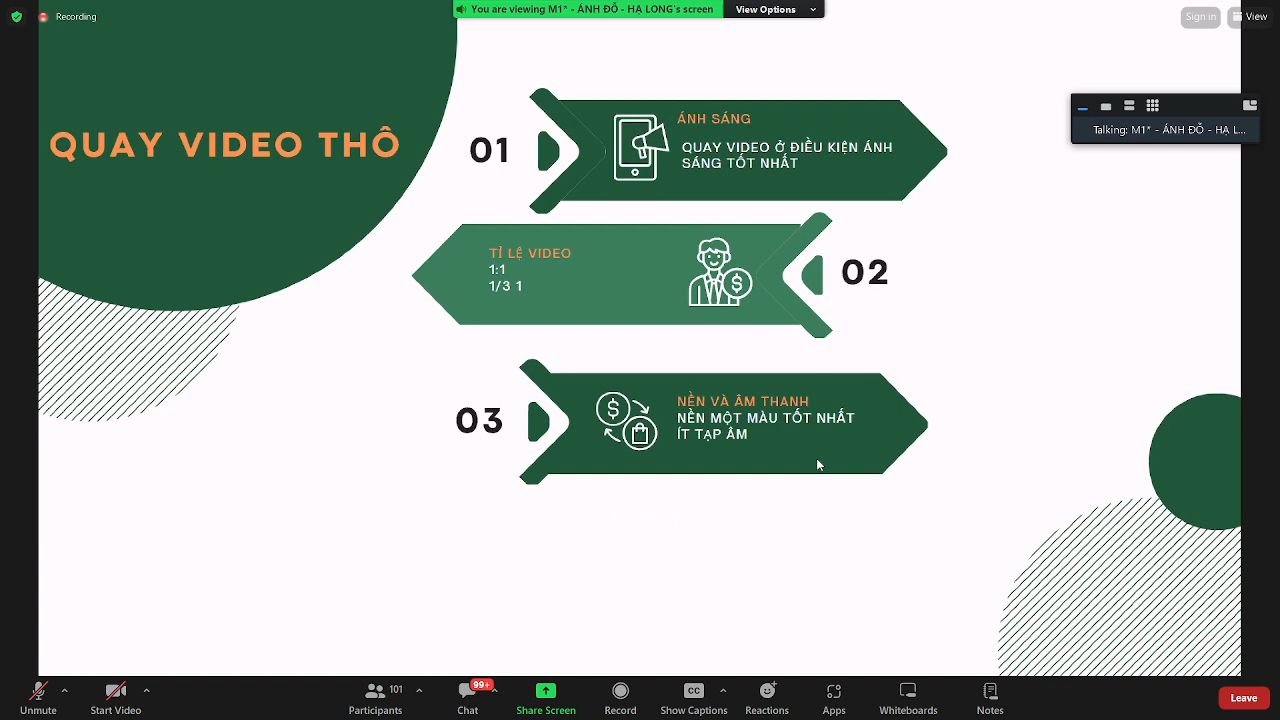 Recording
You are viewing M1* - ÁNH ĐỖ - HẠ LONG's screen
View Options
Sign in
View
QUAY VIDEO THÔ
01
ÁNH SÁNG
QUAY VIDEO Ở ĐIỀU KIỆN ÁNH
SÁNG TỐT NHẤT
Talking: M1* - ÁNH ĐỖ - HẠ L...
TỈ LỆ VIDEO
1:1
1/3 1
$
02
03
$
NỀN VÀ ÂM THANH
NỀN MỘT MÀU TỐT NHẤT
ÍT TẠP ÂM
101
99+
CC
Unmute
Start Video
Participants
Chat
Share Screen
Record
Show Captions
Reactions
Apps
Whiteboards
Notes
Leave